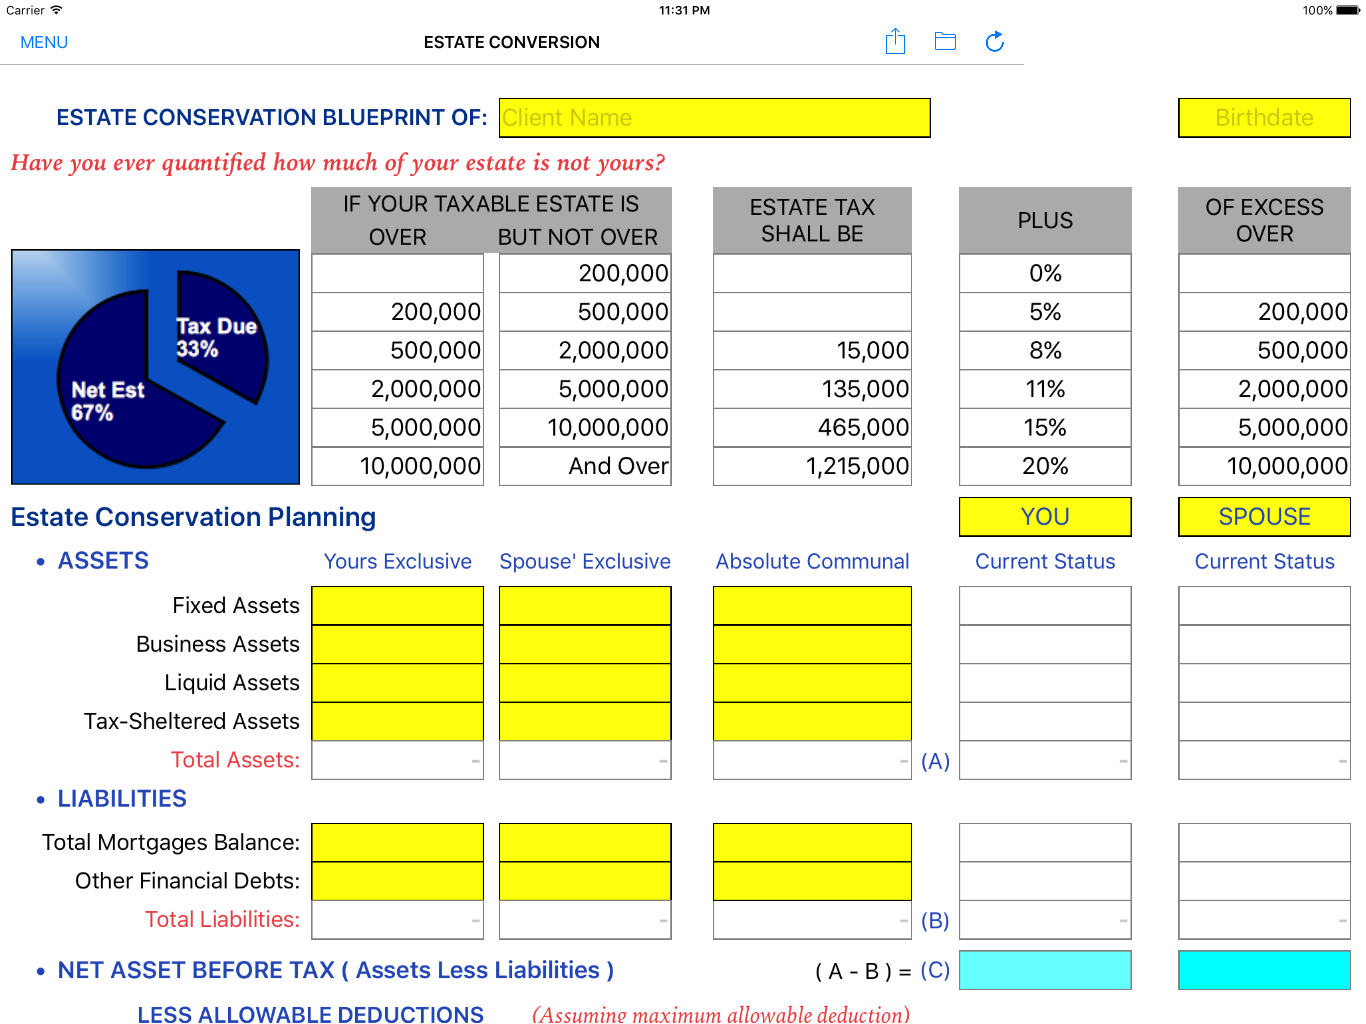 Carrier 11:31 PM 100%
MENU ESTATE CONVERSION
ESTATE CONSERVATION BLUEPRINT OF: Client Name Birthdate
Have you ever quantified how much of your estate is not yours?
IF YOUR TAXABLE ESTATE IS
OVER BUT NOT OVER
ESTATE TAX
SHALL BE
PLUS
OF EXCESS
OVER
200,000 0%
200,000 500,000 5% 200,000
500,000 2,000,000 15,000 8% 500,000
2,000,000 5,000,000 135,000 11% 2,000,000
5,000,000 10,000,000 465,000 15% 5,000,000
10,000,000 And Over 1,215,000 20% 10,000,000
Tax Due
33%
Net Est
67%
Estate Conservation Planning YOU SPOUSE
• ASSETS Yours Exclusive Spouse' Exclusive Absolute Communal Current Status Current Status
Fixed Assets
Business Assets
Liquid Assets
Tax-Sheltered Assets
Total Assets: - - - (A) - -
• LIABILITIES
Total Mortgages Balance:
Other Financial Debts:
Total Liabilities: - - - (B) - -
• NET ASSET BEFORE TAX ( Assets Less Liabilities ) ( A - B ) = (C)
LESS ALLOWABLE DEDUCTIONS (Assuming maximum allowable deduction)